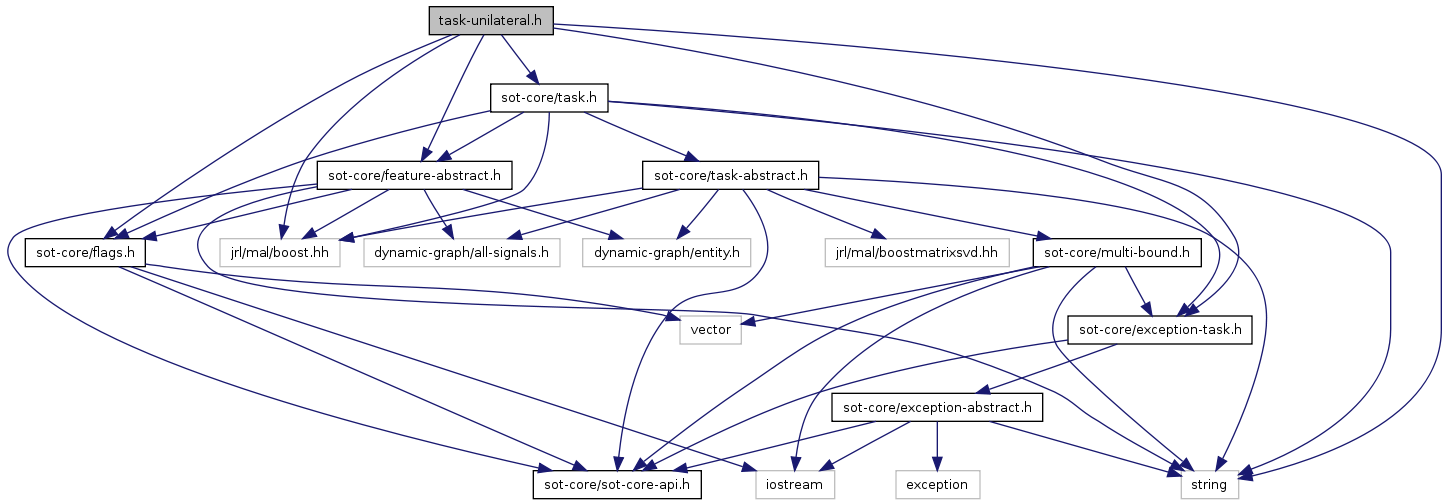 task-unilateral.h
sot-core/task.h
sot-core/feature-abstract.h
sot-core/task-abstract.h
sot-core/flags.h
jrl/mal/boost.hh
dynamic-graph/all-signals.h
dynamic-graph/entity.h
jrl/mal/boostmatrixsvd.hh
sot-core/multi-bound.h
vector
sot-core/exception-task.h
sot-core/exception-abstract.h
sot-core/sot-core-api.h
iostream
exception
string